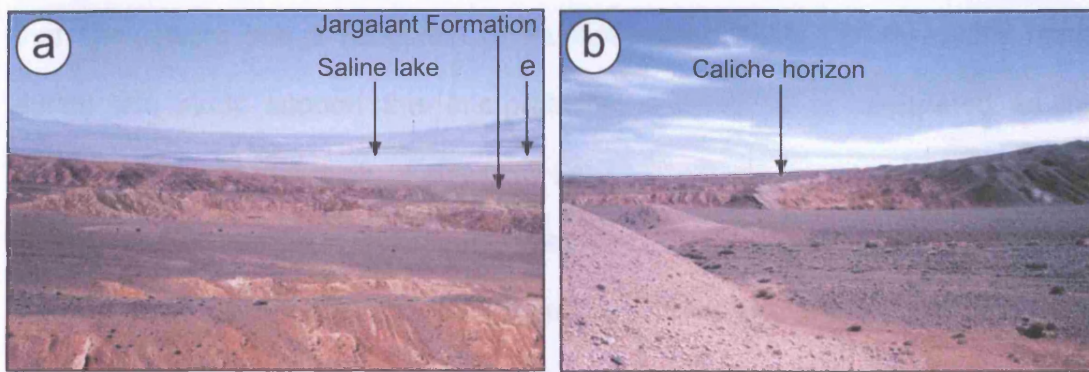 a
Jargalant Formation
Saline lake
e
b
Caliche horizon